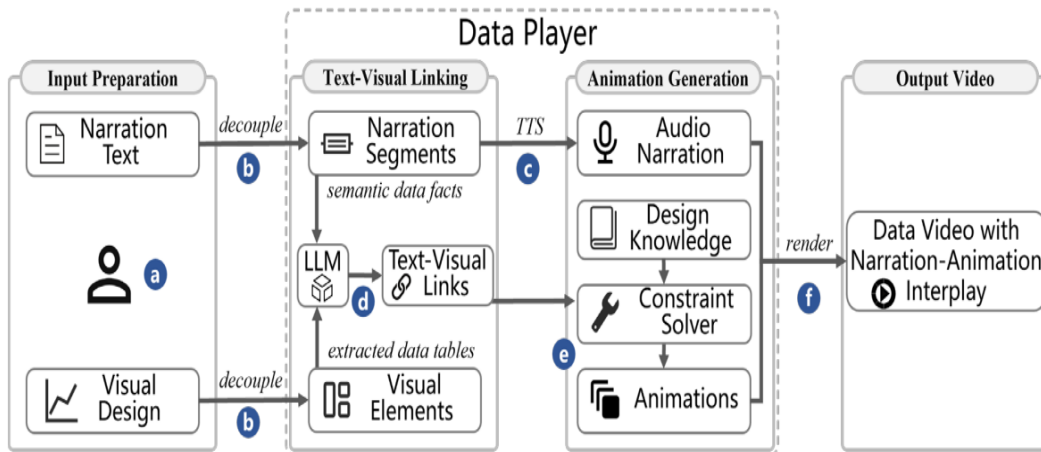 Data Player
Input Preparation
Narration
Text
a
Visual
Design
decouple
b
decouple
b
Text-Visual Linking
Narration
Segments
semantic data facts
LLM
d
Text-Visual
Links
extracted data tables
Visual
Elements
TTS
c
Animation Generation
Audio
Narration
Design
Knowledge
Constraint
Solver
e
Animations
render
f
Output Video
Data Video with
Narration-Animation
Interplay